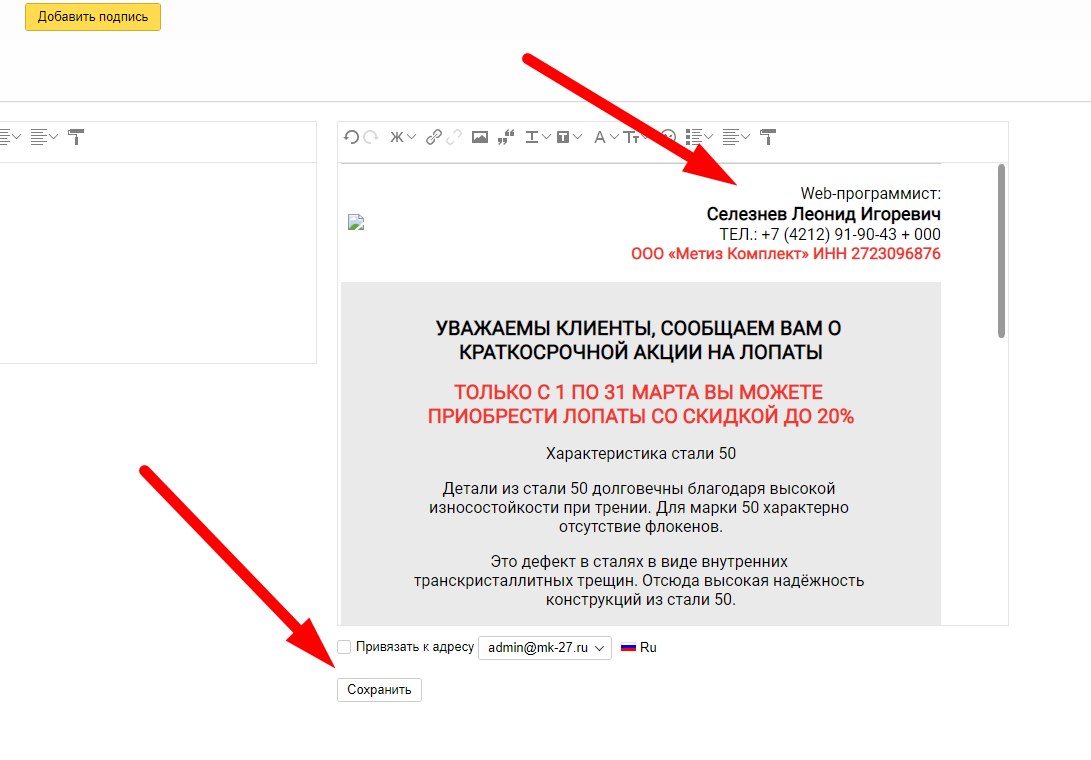 Добавить подпись
Web-программист:
Селезнев Леонид Игоревич
ТЕЛ.: +7 (4212) 91-90-43 + 000
ООО «Метиз Комплект» ИНН 2723096876
УВАЖАЕМЫ КЛИЕНТЫ, СООБЩАЕМ ВАМ О
КРАТКОСРОЧНОЙ АКЦИИ НА ЛОПАТЫ
ТОЛЬКО С 1 ПО 31 МАРТА ВЫ МОЖЕТЕ
ПРИОБРЕСТИ ЛОПАТЫ СО СКИДКОЙ ДО 20%
Характеристика стали 50
Детали из стали 50 долговечны благодаря высокой
износостойкости при трении. Для марки 50 характерно
отсутствие флокенов.
Это дефект в сталях в виде внутренних
транскристаллитных трещин. Отсюда высокая надёжность
конструкций из стали 50.
Привязать к адресу admin@mk-27.ru Ru
Сохранить